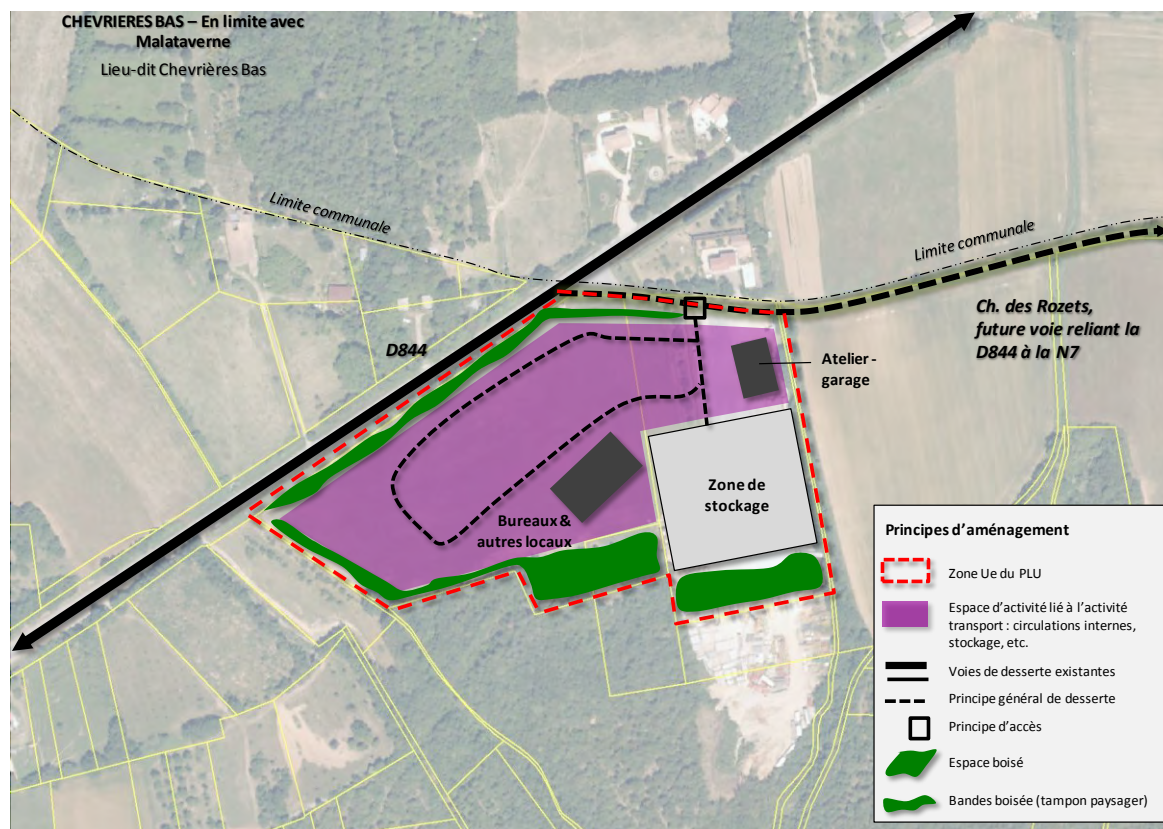 CHEVRIERES BAS – En limite avec
Malataverne
Lieu-dit Chevrières Bas
Limite communale
Limite communale
D844
Ch. des Rozets,
future voie reliant la
D844 à la N7
Atelier -
garage
Zone de
stockage
Bureaux &
autres locaux
Principes d’aménagement
Zone Ue du PLU
Espace d’activité lié à l’activité
transport : circulations internes,
stockage, etc.
Voies de desserte existantes
Principe général de desserte
Principe d’accès
Espace boisé
Bandes boisée (tampon paysager)